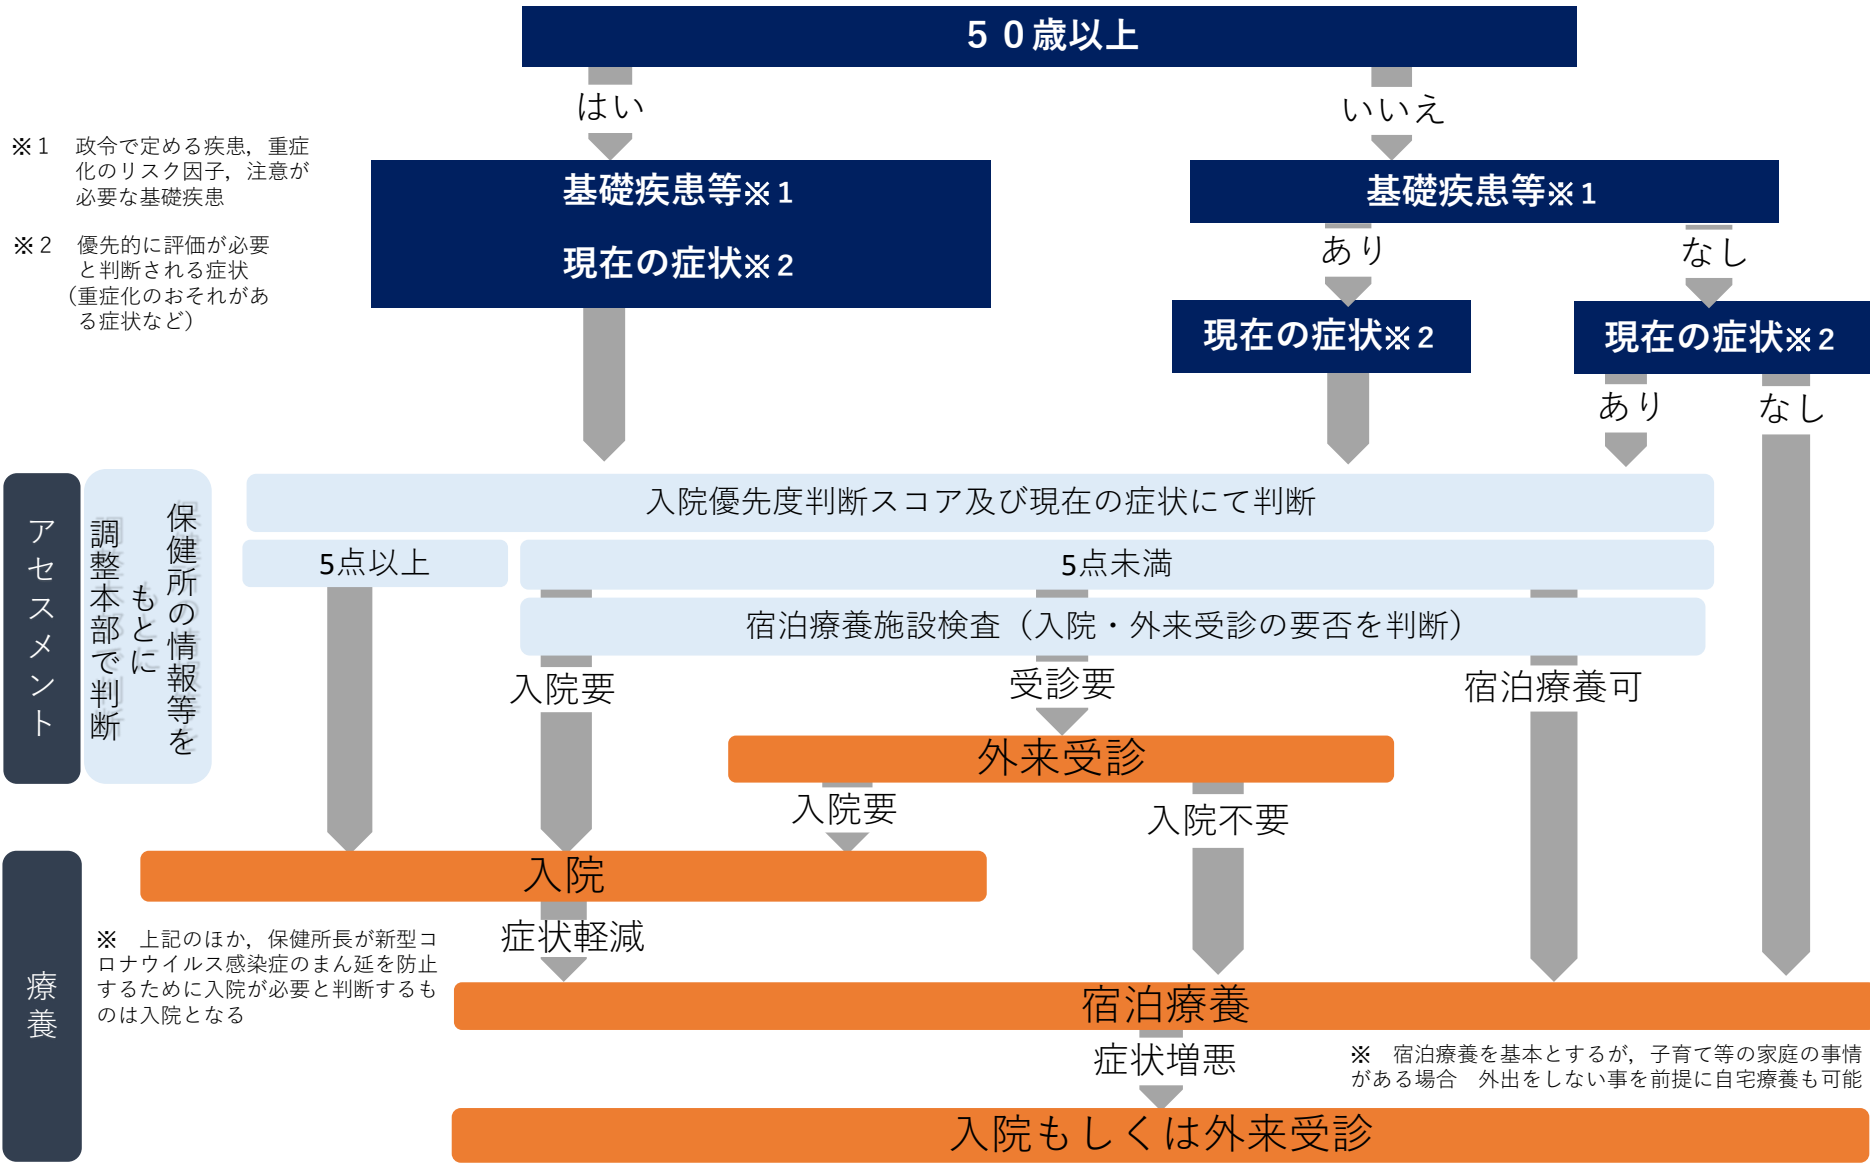 ５０歳以上
はい
いいえ
※１　政令で定める疾患，重症
化のリスク因子，注意が
必要な基礎疾患
※２　優先的に評価が必要
と判断される症状
（重症化のおそれがあ
る症状など）
基礎疾患等※１
現在の症状※２
基礎疾患等※１
あり
なし
現在の症状※２
現在の症状※２
あり
なし
アセスメント
保健所の情報等を
もとに
調整本部で判断
入院優先度判断スコア及び現在の症状にて判断
5点以上
5点未満
宿泊療養施設検査（入院・外来受診の要否を判断）
入院要
受診要
宿泊療養可
外来受診
入院要
入院不要
療養
入院
症状軽減
※　上記のほか，保健所長が新型コ
ロナウイルス感染症のまん延を防止
するために入院が必要と判断するも
のは入院となる
宿泊療養
症状増悪
※　宿泊療養を基本とするが，子育て等の家庭の事情
がある場合　外出をしない事を前提に自宅療養も可能
入院もしくは外来受診